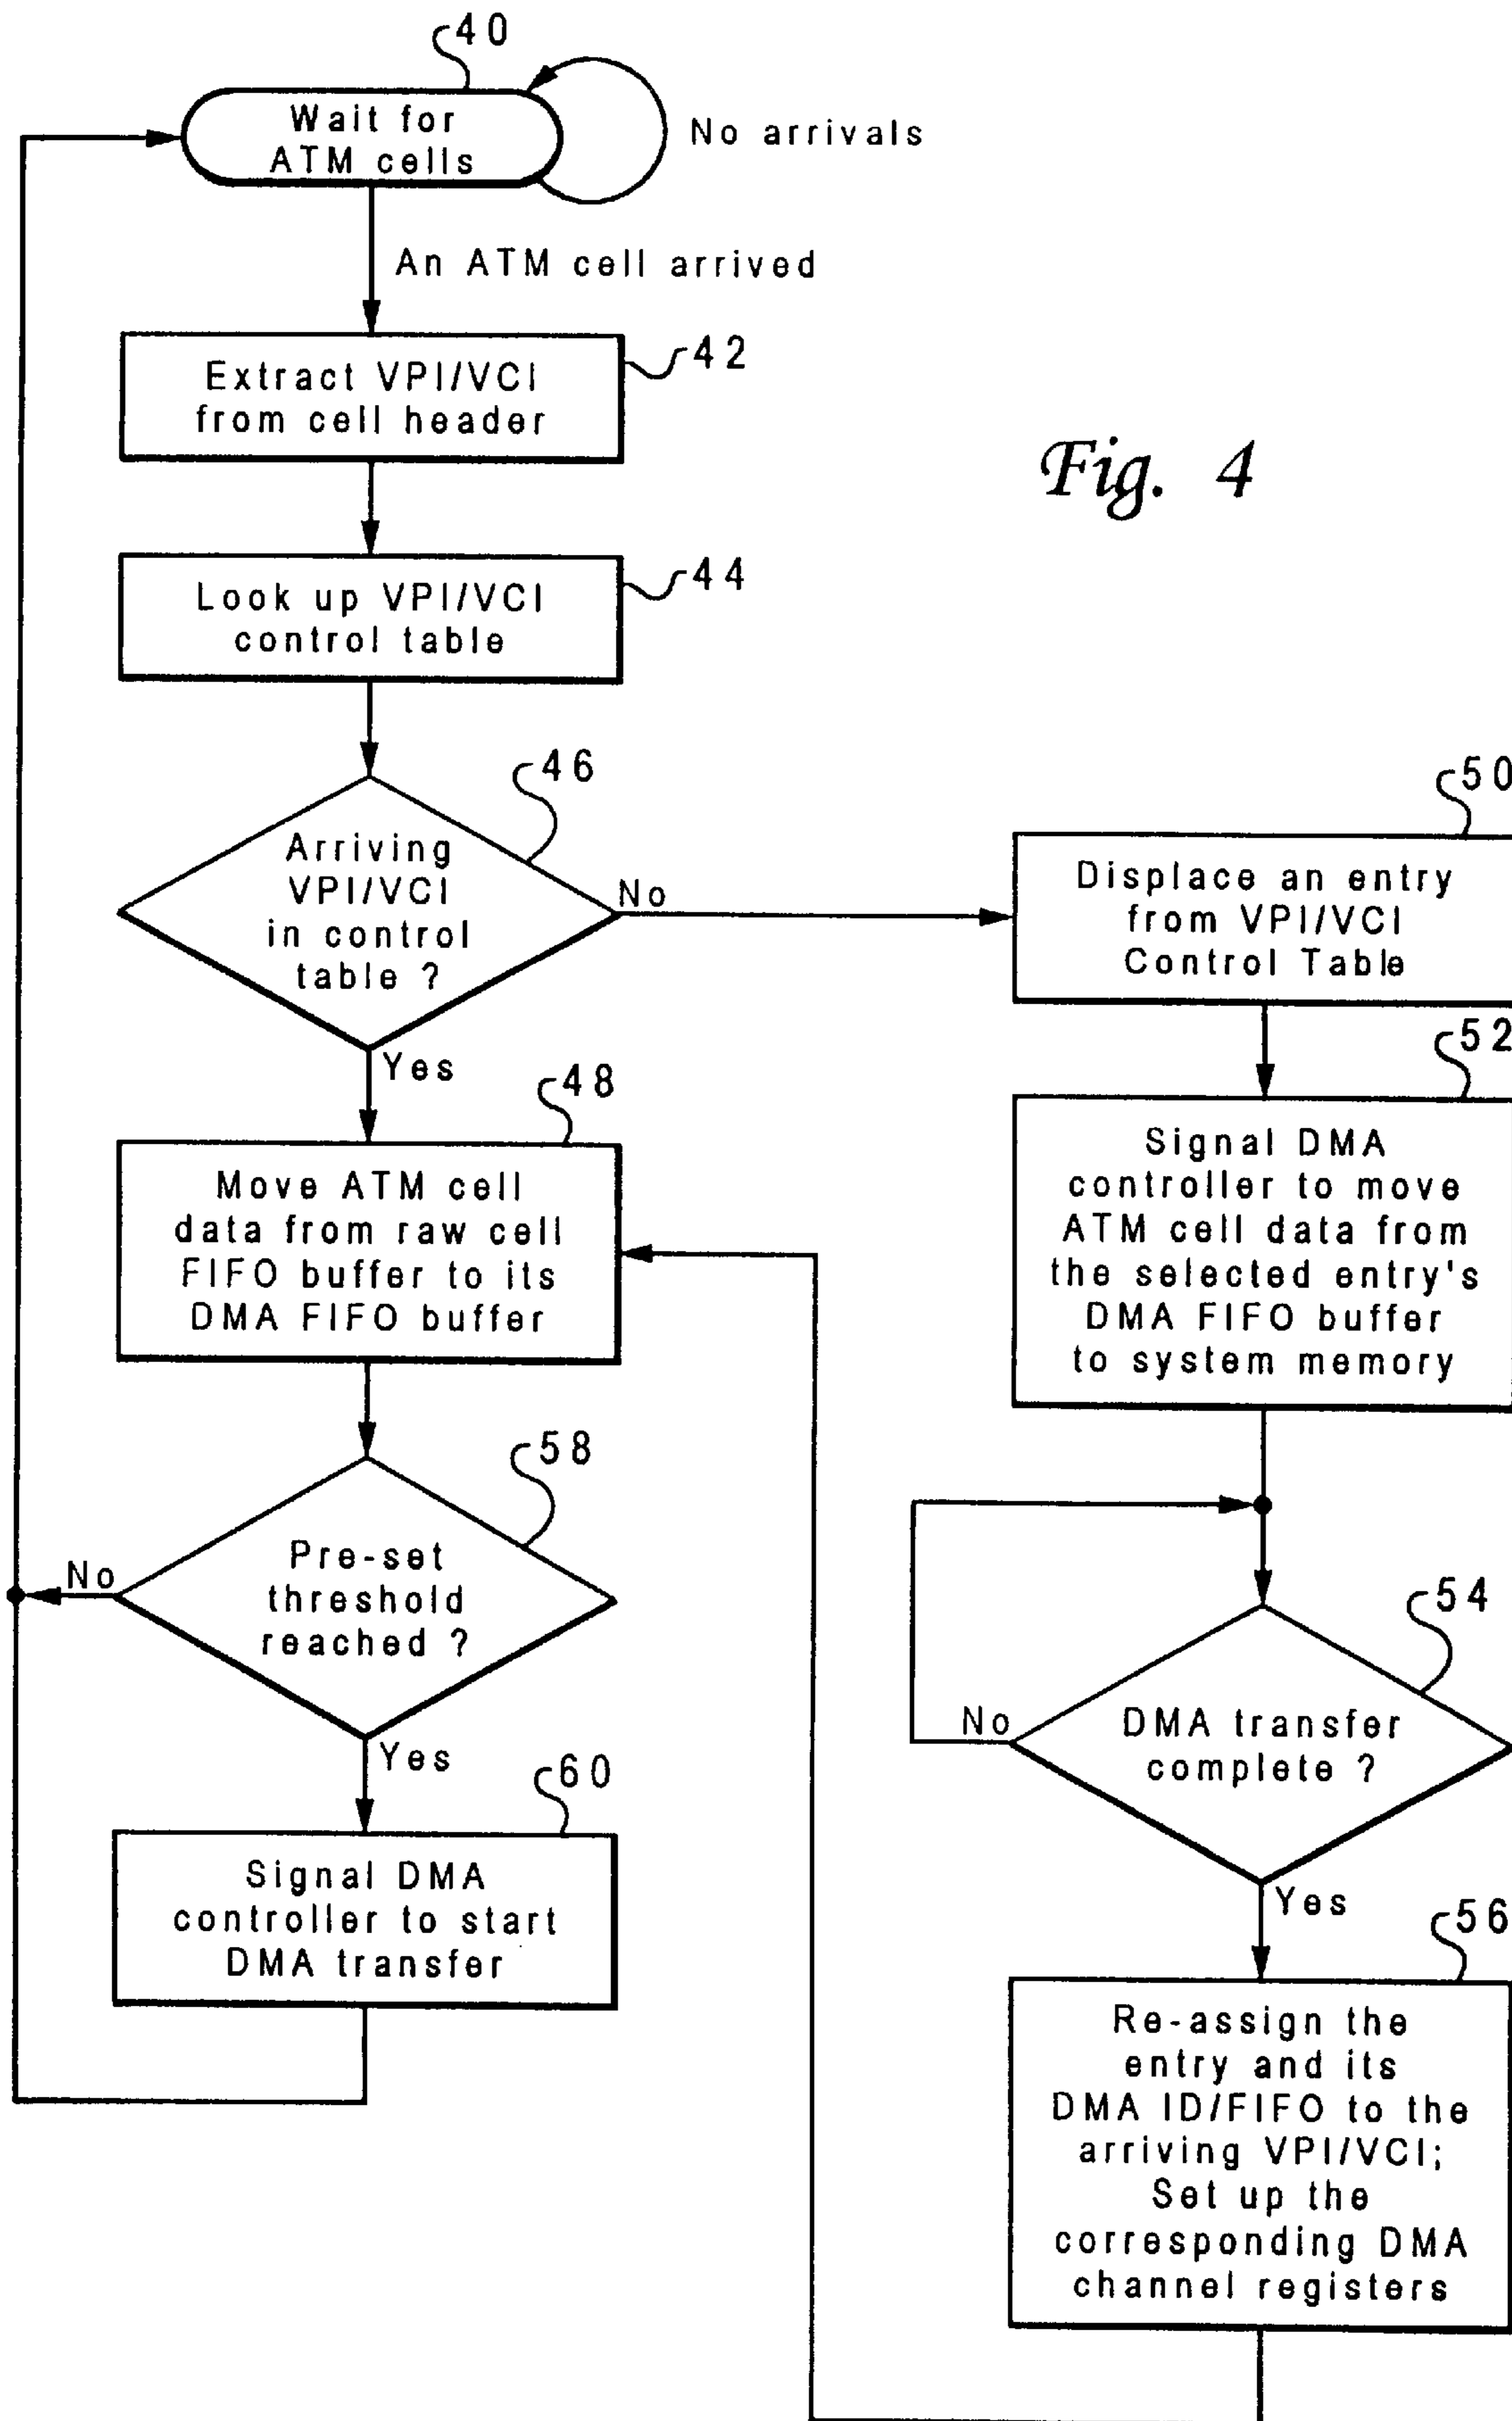 40
Wait for
ATM cells
No arrivals
An ATM cell arrived
Extract VPI/VCI
from cell header
42
Fig. 4
Look up VPI/VCI
control table
44
46
Arriving
VPI/VCI
in control
table ?
No
Yes
50
Displace an entry
from VPI/VCI
Control Table
52
Signal DMA
controller to move
ATM cell data from
the selected entry's
DMA FIFO buffer
to system memory
48
Move ATM cell
data from raw cell
FIFO buffer to its
DMA FIFO buffer
58
Pre-set
threshold
reached ?
No
Yes
54
DMA transfer
complete ?
No
Yes
60
Signal DMA
controller to start
DMA transfer
56
Re-assign the
entry and its
DMA ID/FIFO to the
arriving VPI/VCI;
Set up the
corresponding DMA
channel registers